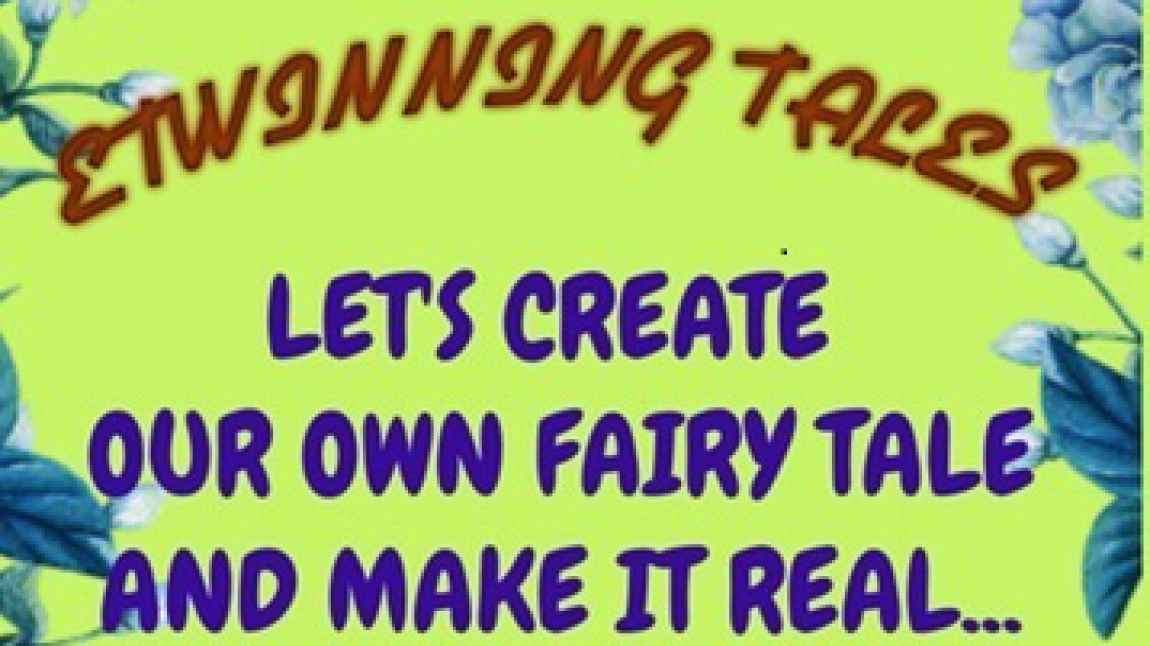 ETWINNING TALES
LET'S CREATE
OUR OWN FAIRY TALE
AND MAKE IT REAL...